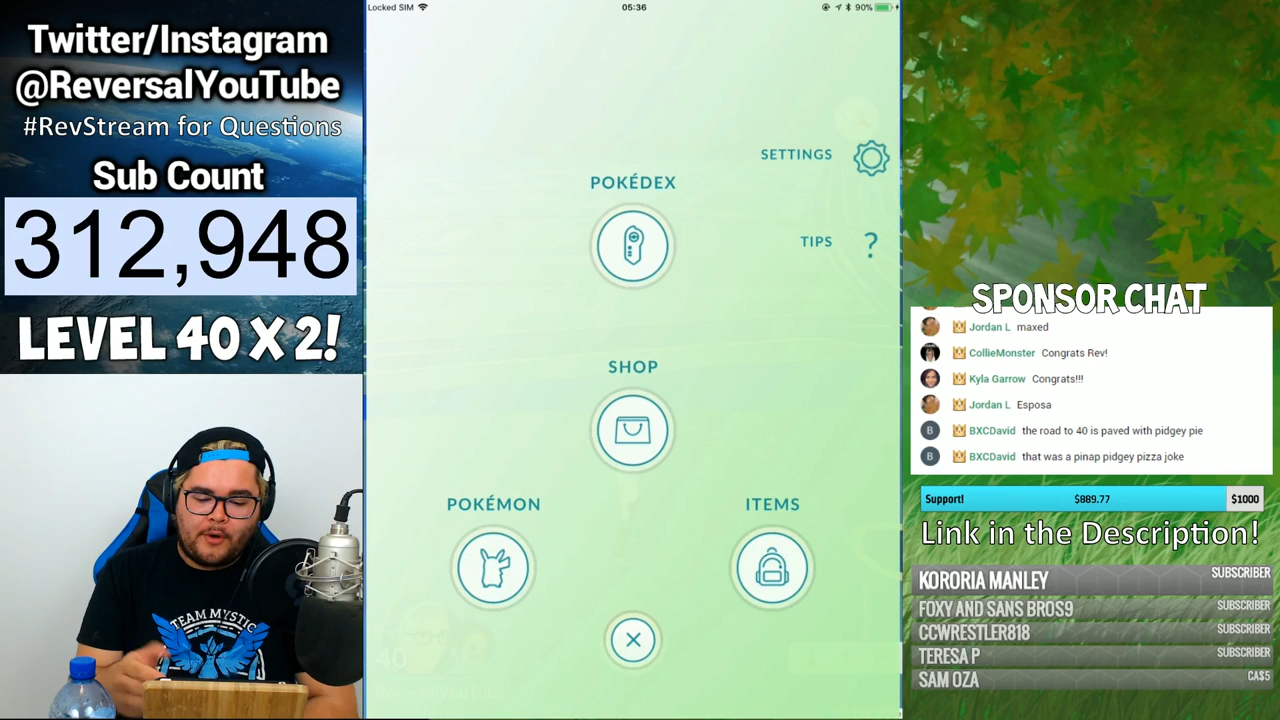 Twitter/Instagram
@ReversalYouTube
#RevStream for Questions
Sub Count
312,948
LEVEL 40 X 2!
TEAM MYSTIC
Locked SIM
05:36
90%
SETTINGS
POKÉDEX
TIPS
?
SHOP
POKÉMON
ITEMS
40
ReversalYouTube
SPONSOR CHAT
Jordan L maxed
CollieMonster Congrats Rev!
Kyla Garrow Congrats!!!
Jordan L Esposa
B BXCDavid the road to 40 is paved with pidgey pie
B BXCDavid that was a pinap pidgey pizza joke
Support! $889.77 $1000
Link in the Description!
KORORIA MANLEY SUBSCRIBER
FOXY AND SANS BROS9 SUBSCRIBER
CCWRESTLER818 SUBSCRIBER
TERESA P SUBSCRIBER
SAM OZA CA$5